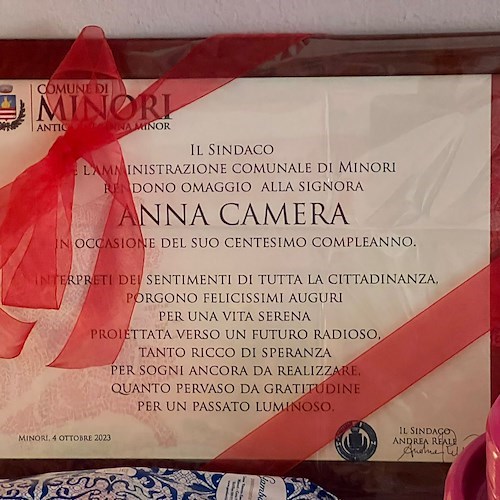 COMUNE DI
MINORI
IL SINDACO
E L'AMMINISTRAZIONE COMUNALE DI MINORI
RENDONO OMAGGIO ALLA SIGNORA
ANNA CAMERA
IN OCCASIONE DEL SUO CENTESIMO COMPLEANNO.
INTERPRETI DEI SENTIMENTI DI TUTTA LA CITTADINANZA,
PORGONO FELICISSIMI AUGURI
PER UNA VITA SERENA
PROIETTATA VERSO UN FUTURO RADIOSO,
TANTO RICCO DI SPERANZA
PER SOGNI ANCORA DA REALIZZARE,
QUANTO PERVASO DA GRATITUDINE
PER UN PASSATO LUMINOSO.
MINORI, 4 OTTOBRE 2023
IL SINDACO
ANDREA REALE